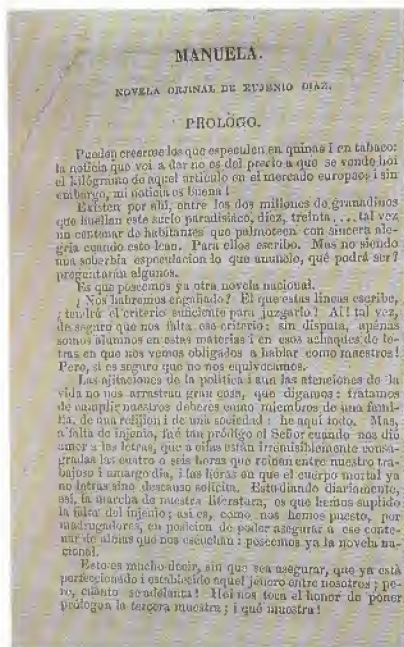 MANUELA.
NOVELA ORJINAL DE EUJENIO DIAZ.
PROLOGO.
Pueden creerme los que especulen en quinas i en tabaco:
la noticia que voi a dar no es del precio a que se vende hoi
el kilógramo de aquel artículo en el mercado europeo; i sin
embargo, mi noticia es buena!
Existen por ahí, entre los dos millones de granadinos
que huellan este suelo paradisiaco, diez, treinta.... tal vez
un centenar de habitantes que palmoteen con sincera ale-
gria cuando esto lean. Para ellos escribo. Mas no siendo
una soberbia especulacion lo que anuncio, qué podrá ser?
preguntarán algunos.
Es que poseemos ya otra novela nacional.
¿Nos habremos engañado? El que estas líneas escribe,
¿tendrá el criterio suficiente para juzgarlo? Ai! tal vez,
de seguro que nos falta ese criterio: sin disputa, apénas
somos alumnos en estas materias i en esos achaques de le-
tras en que nos vemos obligados a hablar como maestros!
Pero, si es seguro que no nos equivocamos.
Las ajitaciones de la política i aun las atenciones de la
vida no nos arrastran gran cosa, que digamos: tratamos
de cumplir nuestros deberes como miembros de una fami-
lia, de una relijion i de una sociedad: he aquí todo. Mas,
a falta de injenio, fué tan pródigo el Señor cuando nos dió
amor a las letras, que a ellas están irremisiblemente consa-
gradas las cuatro o seis horas que reinan entre nuestro tra-
bajoso i amargo dia, i las horas en que el cuerpo mortal ya
no letras sino descanso solicita. Estudiando diariamente,
así, la marcha de nuestra literatura, es que hemos suplido
la falta del injenio; así es, como nos hemos puesto, por
madrugadores, en posicion de poder asegurar a ese cente-
nar de almas que nos escuchan: poseemos ya la novela na-
cional.
Esto es mucho decir, sin que sea asegurar, que ya está
perfeccionado i establecido aquel jénero entre nosotros; pe-
ro, cuánto se adelanta! Hoi nos toca el honor de poner
prólogo a la tercera muestra; i qué muestra!